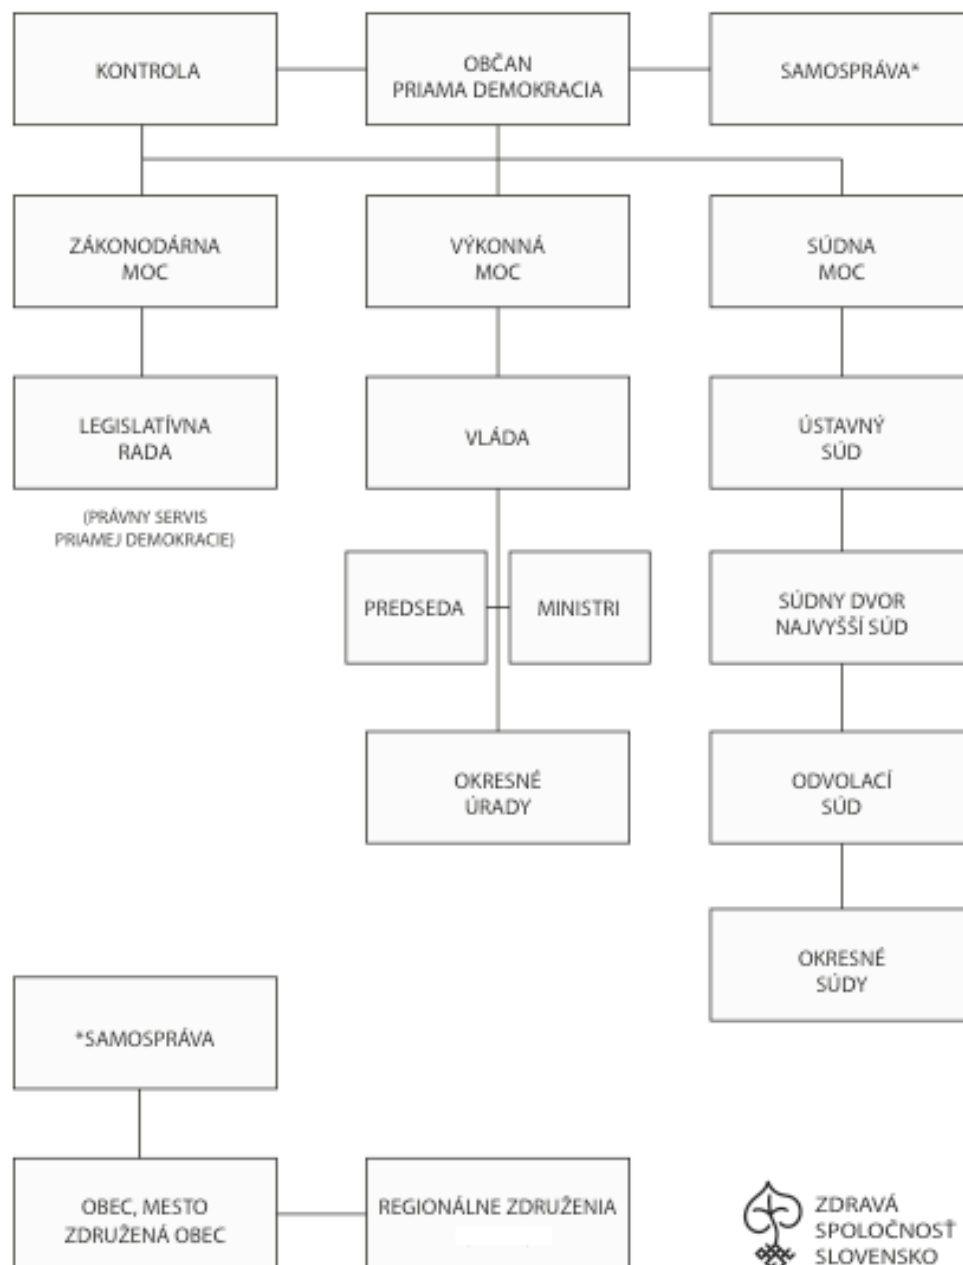 KONTROLA
OBČAN
PRIAMA DEMOKRACIA
SAMOSPRÁVA*
ZÁKONODÁRNA
MOC
VÝKONNÁ
MOC
SÚDNA
MOC
LEGISLATÍVNA
RADA
(PRÁVNY SERVIS
PRIAMEJ DEMOKRACIE)
VLÁDA
ÚSTAVNÝ
SÚD
PREDSEDA
MINISTRI
SÚDNY DVOR
NAJVYŠŠÍ SÚD
OKRESNÉ
ÚRADY
ODVOLACÍ
SÚD
OKRESNÉ
SÚDY
*SAMOSPRÁVA
OBEC, MESTO
ZDRUŽENÁ OBEC
REGIONÁLNE ZDRUŽENIA
ZDRAVÁ
SPOLOČNOSŤ
SLOVENSKO